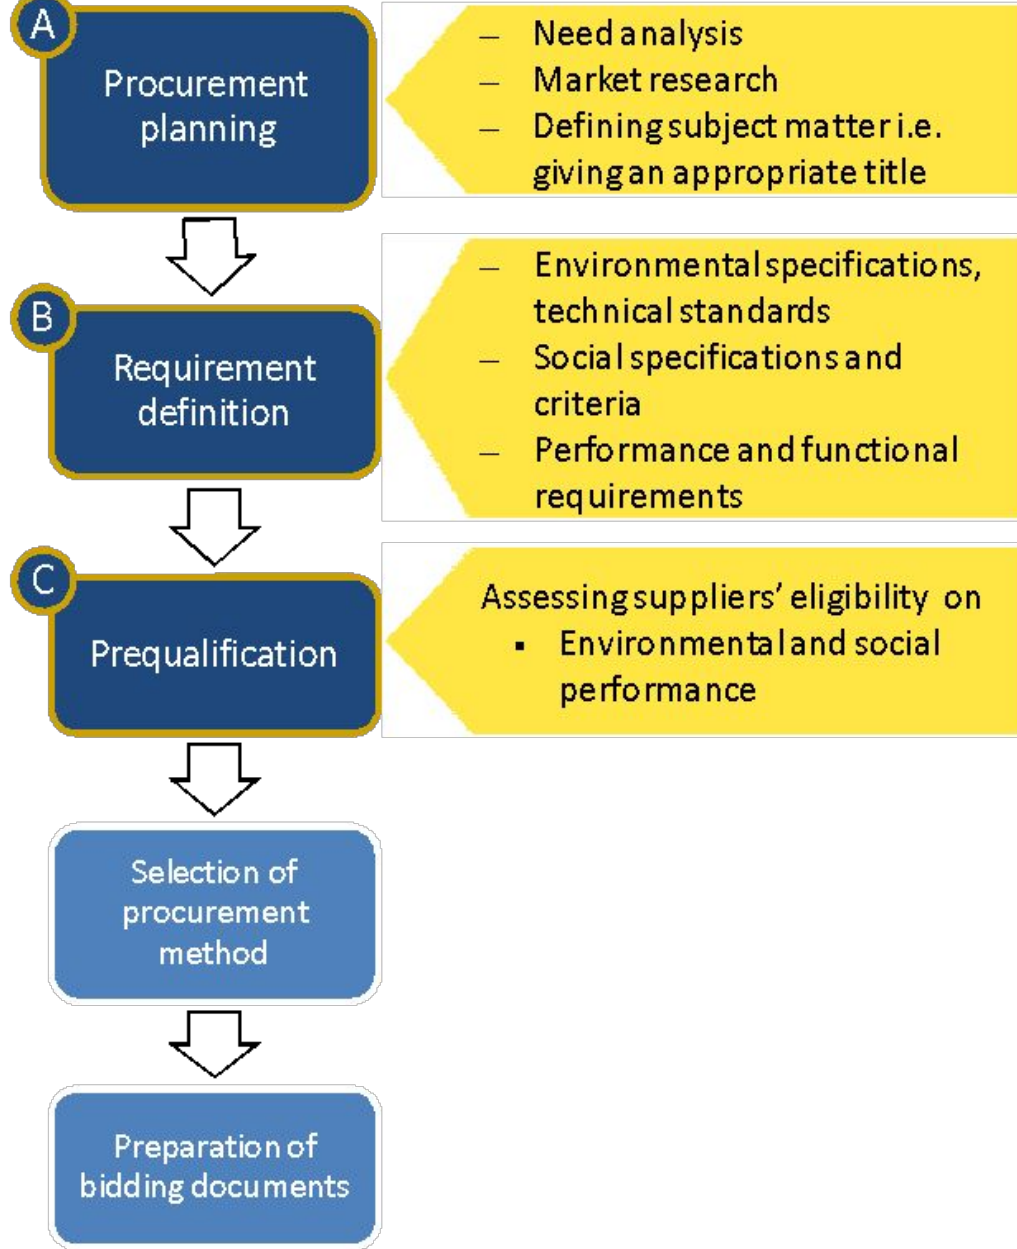 A
Procurement
planning
– Need analysis
– Market research
– Defining subject matter i.e.
giving an appropriate title
B
Requirement
definition
– Environmental specifications,
technical standards
– Social specifications and
criteria
– Performance and functional
requirements
C
Prequalification
Assessing suppliers’ eligibility on
▪ Environmental and social
performance
Selection of
procurement
method
Preparation of
bidding documents